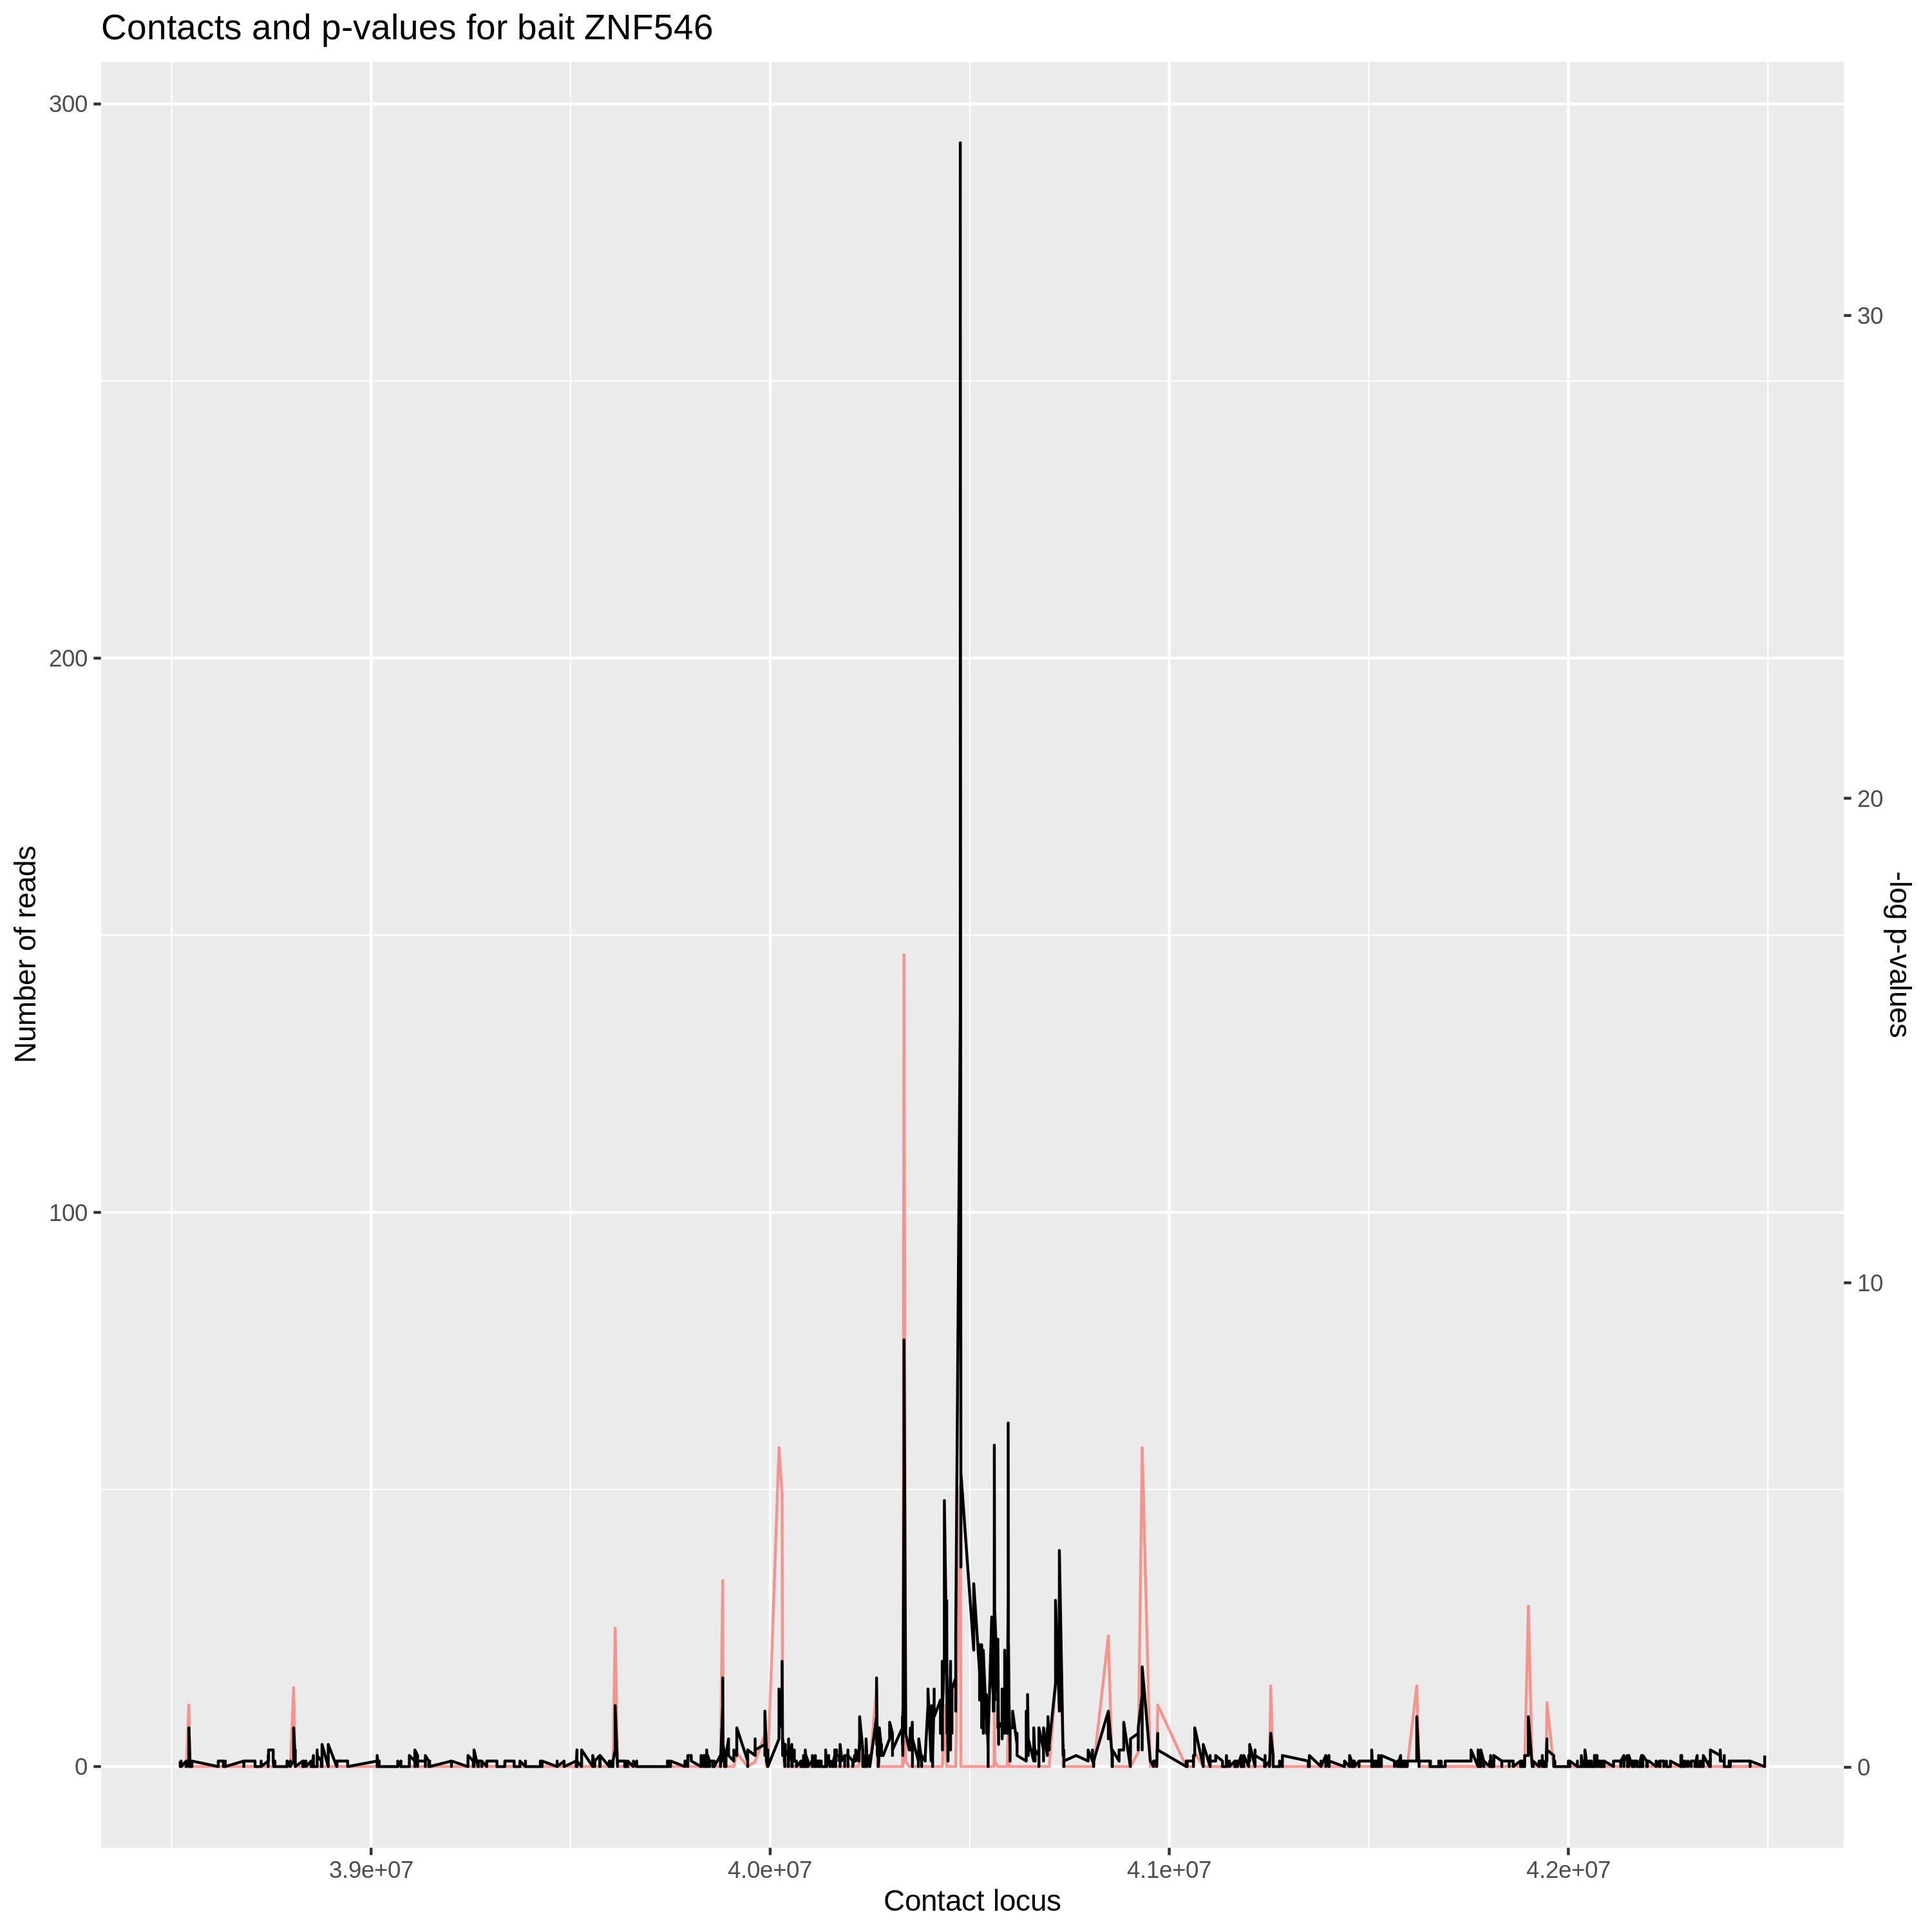 Contacts and p-values for bait ZNF546
300
200
100
0
Number of reads
30
20
10
0
-log p-values
3.9e+07 4.0e+07 4.1e+07 4.2e+07
Contact locus